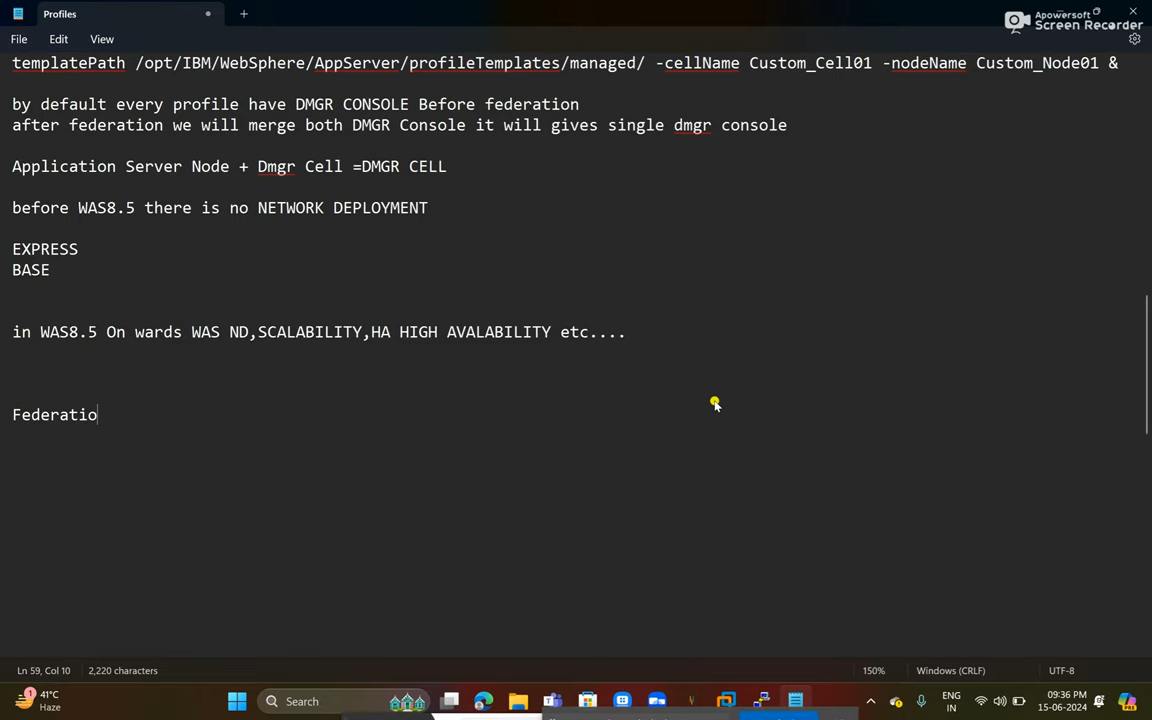 Profiles
Apowersoft
Screen Recorder
File Edit View
templatePath /opt/IBM/WebSphere/AppServer/profileTemplates/managed/ -cellName Custom_Cell01 -nodeName Custom_Node01 &
by default every profile have DMGR CONSOLE Before federation
after federation we will merge both DMGR Console it will gives single dmgr console
Application Server Node + Dmgr Cell =DMGR CELL
before WAS8.5 there is no NETWORK DEPLOYMENT
EXPRESS
BASE
in WAS8.5 On wards WAS ND,SCALABILITY,HA HIGH AVALABILITY etc....
Federatio
Ln 59, Col 10 2,220 characters 150% Windows (CRLF) UTF-8
1 41°C
Haze
Search
ENG
IN
09:36 PM
15-06-2024